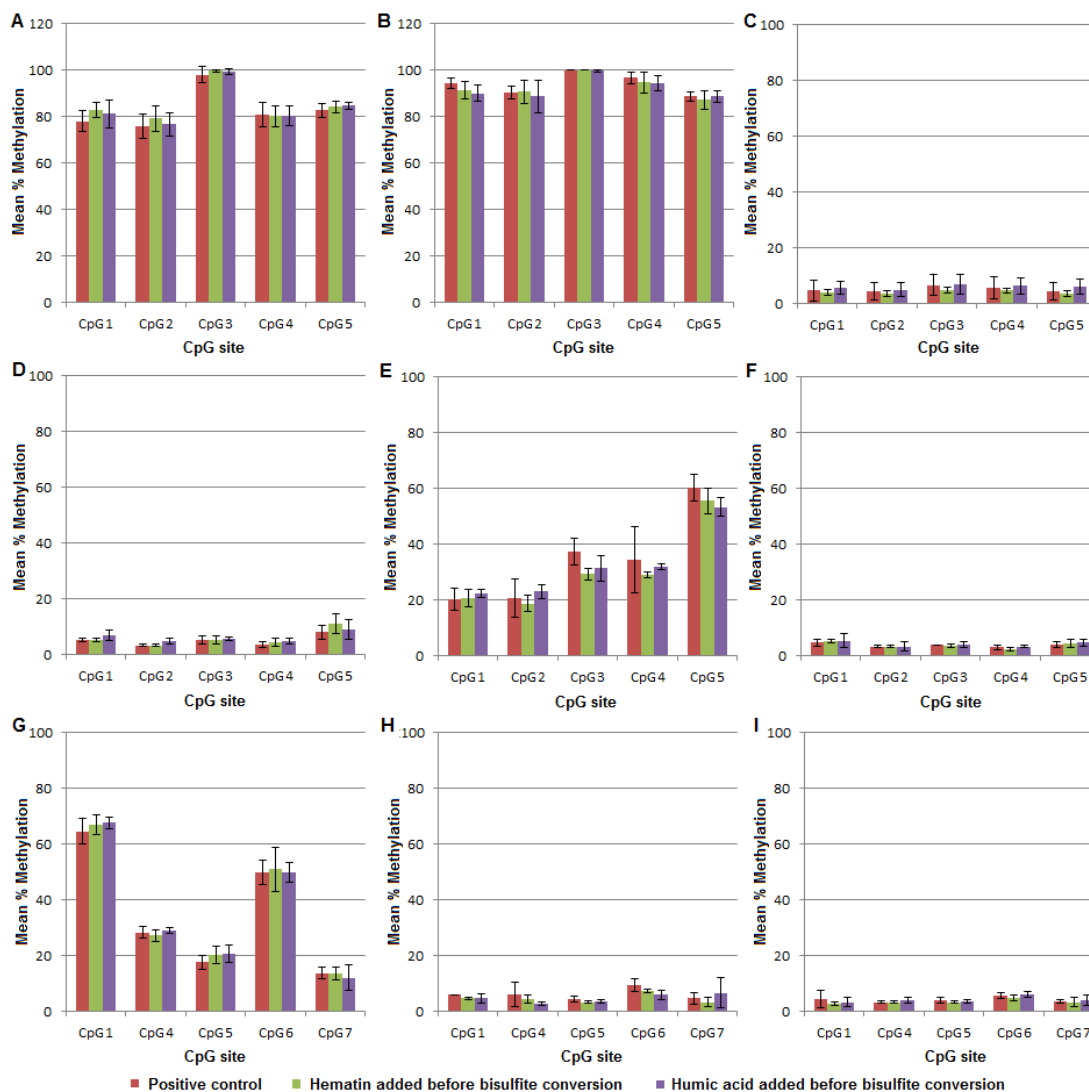 A
120
100
80
60
40
20
0
Mean % Methylation
CpG1 CpG2 CpG3 CpG4 CpG5
CpG site
B
120
100
80
60
40
20
0
Mean % Methylation
CpG1 CpG2 CpG3 CpG4 CpG5
CpG site
C
100
80
60
40
20
0
Mean % Methylation
CpG1 CpG2 CpG3 CpG4 CpG5
CpG site
D
100
80
60
40
20
0
Mean % Methylation
CpG1 CpG2 CpG3 CpG4 CpG5
CpG site
E
100
80
60
40
20
0
Mean % Methylation
CpG1 CpG2 CpG3 CpG4 CpG5
CpG site
F
100
80
60
40
20
0
Mean % Methylation
CpG1 CpG2 CpG3 CpG4 CpG5
CpG site
G
100
80
60
40
20
0
Mean % Methylation
CpG1 CpG4 CpG5 CpG6 CpG7
CpG site
H
100
80
60
40
20
0
Mean % Methylation
CpG1 CpG4 CpG5 CpG6 CpG7
CpG site
I
100
80
60
40
20
0
Mean % Methylation
CpG1 CpG4 CpG5 CpG6 CpG7
CpG site
Positive control Hematin added before bisulfite conversion Humic acid added before bisulfite conversion